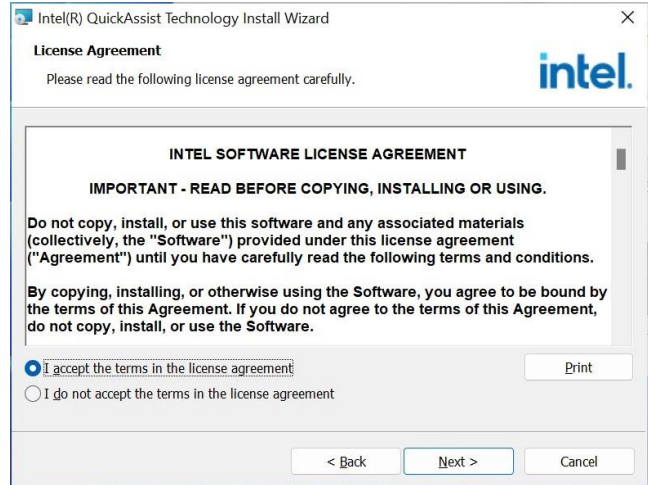 Intel(R) QuickAssist Technology Install Wizard
License Agreement
Please read the following license agreement carefully.
intel.
INTEL SOFTWARE LICENSE AGREEMENT
IMPORTANT - READ BEFORE COPYING, INSTALLING OR USING.
Do not copy, install, or use this software and any associated materials
(collectively, the "Software") provided under this license agreement
("Agreement") until you have carefully read the following terms and conditions.
By copying, installing, or otherwise using the Software, you agree to be bound by
the terms of this Agreement. If you do not agree to the terms of this Agreement,
do not copy, install, or use the Software.
I accept the terms in the license agreement
Print
I do not accept the terms in the license agreement
< Back
Next >
Cancel